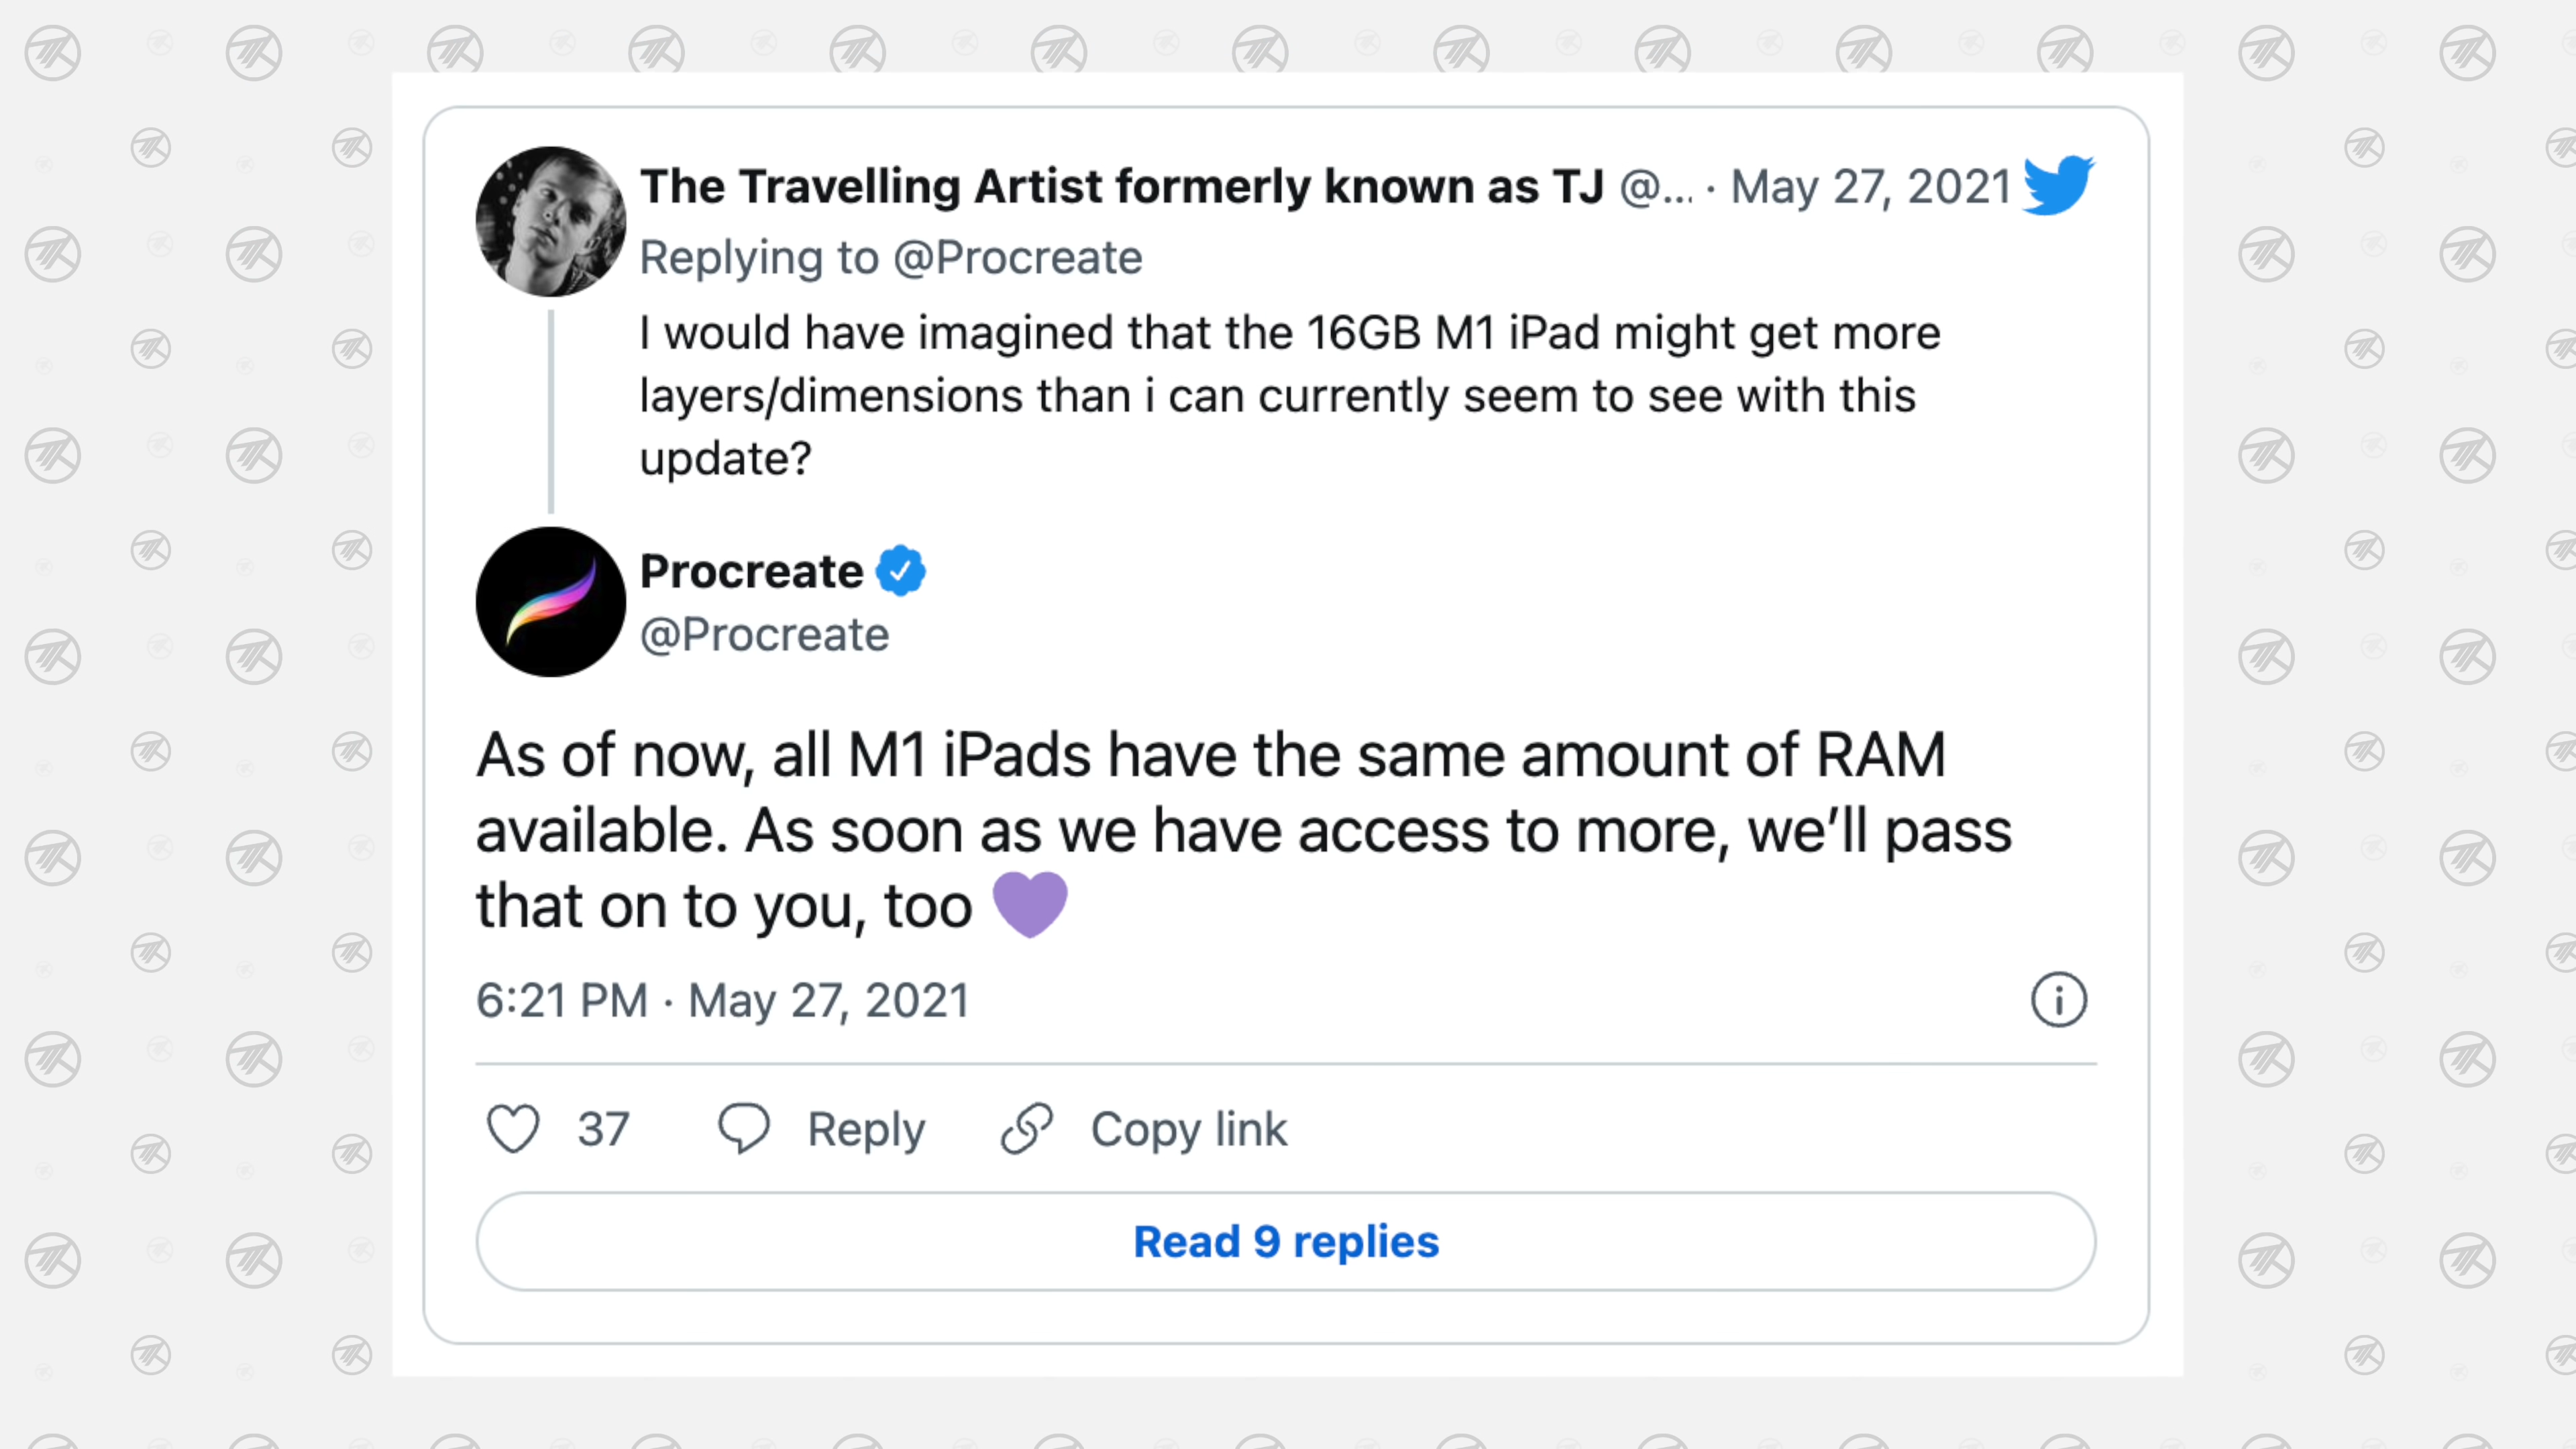 The Travelling Artist formerly known as TJ @... · May 27, 2021
Replying to @Procreate
I would have imagined that the 16GB M1 iPad might get more
layers/dimensions than i can currently seem to see with this
update?
Procreate
@Procreate
As of now, all M1 iPads have the same amount of RAM
available. As soon as we have access to more, we’ll pass
that on to you, too 💜
6:21 PM · May 27, 2021
37 Reply Copy link
Read 9 replies